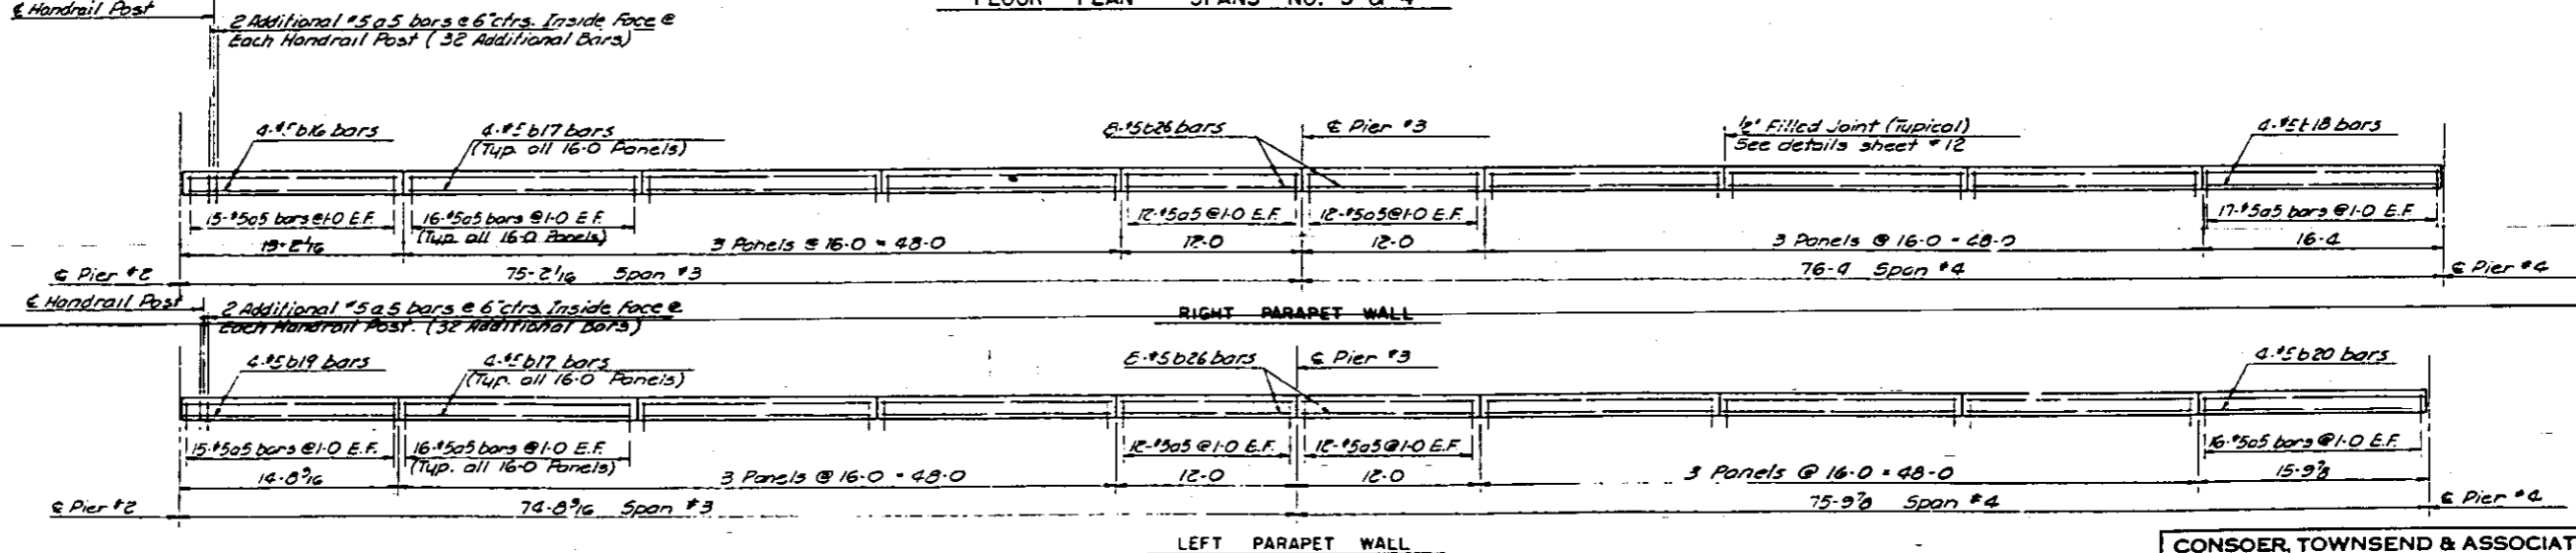 FLOOR PLAN SPANS NO. 3 & 4
℄ Handrail Post
2 Additional #5a5 bars @ 6" ctrs. Inside Face @
Each Handrail Post (32 Additional Bars)
4-#5b16 bars
4-#5b17 bars
(Typ. all 16-0 Panels)
8-#5b26 bars
℄ Pier #3
½" Filled Joint (Typical)
See details sheet #12
4-#5b18 bars
15-#5a5 bars @1-0 E.F.
16-#5a5 bars @1-0 E.F.
(Typ. all 16-0 Panels)
12-#5a5 @1-0 E.F.
12-#5a5 @1-0 E.F.
17-#5a5 bars @1-0 E.F.
3 Panels @ 16-0 = 48-0
12-0
12-0
3 Panels @ 16-0 = 48-0
16-4
℄ Pier #2
75-2 1/16 Span #3
76-4 Span #4
℄ Pier #4
RIGHT PARAPET WALL
℄ Handrail Post
2 Additional #5a5 bars @ 6" ctrs. Inside Face @
Each Handrail Post. (32 Additional Bars)
4-#5b19 bars
4-#5b17 bars
(Typ. all 16-0 Panels)
8-#5b26 bars
℄ Pier #3
4-#5b20 bars
15-#5a5 bars @1-0 E.F.
16-#5a5 bars @1-0 E.F.
(Typ. all 16-0 Panels)
12-#5a5 @1-0 E.F.
12-#5a5 @1-0 E.F.
16-#5a5 bars @1-0 E.F.
14-8 9/16
3 Panels @ 16-0 = 48-0
12-0
12-0
3 Panels @ 16-0 = 48-0
15-9 7/8
℄ Pier #2
74-8 9/16 Span #3
75-9 7/8 Span #4
℄ Pier #4
LEFT PARAPET WALL
CONSOER, TOWNSEND & ASSOCIAT